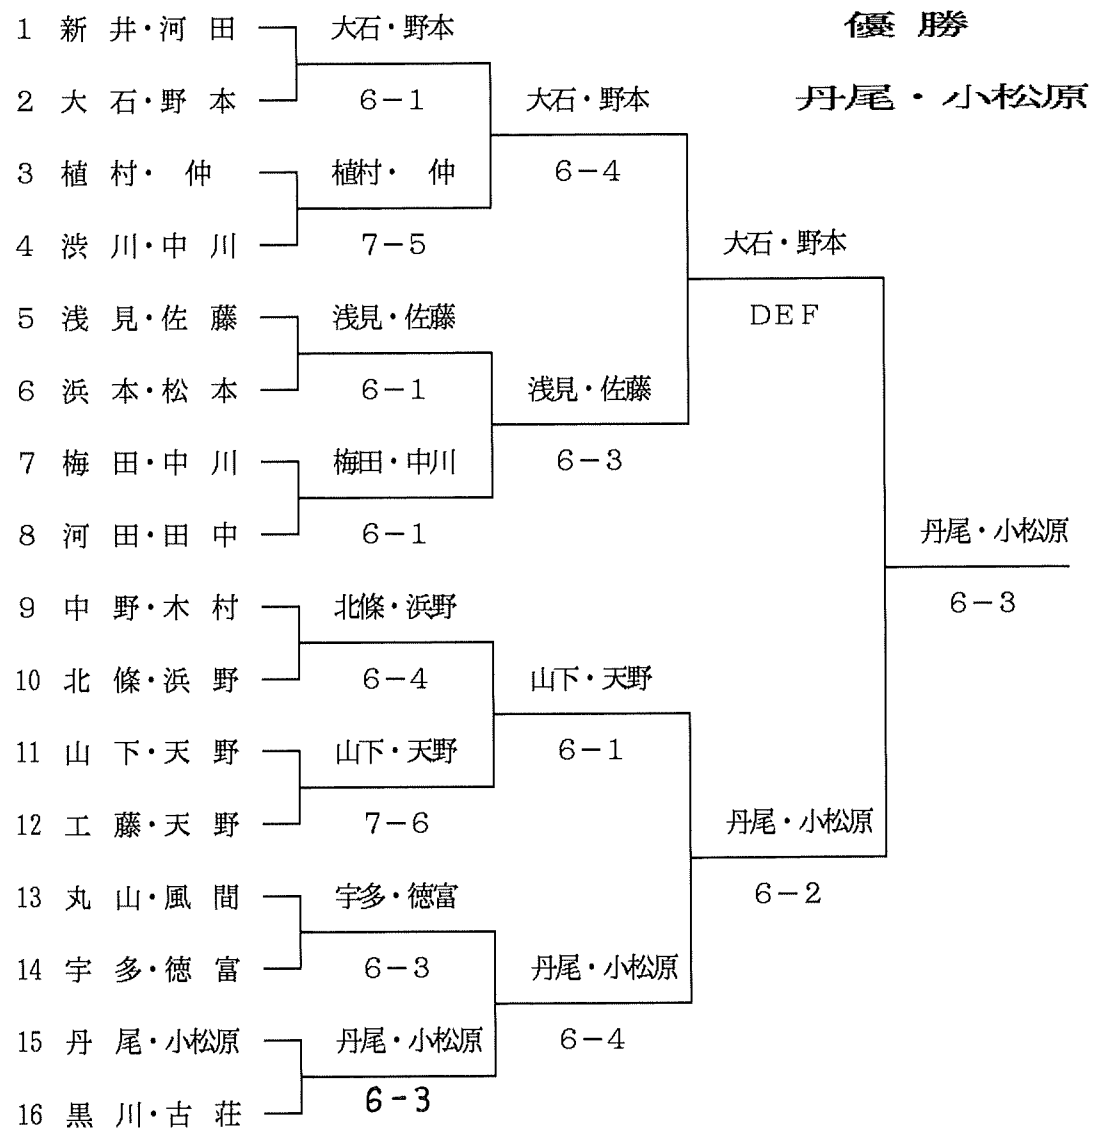 優 勝
丹尾・小松原
1 新 井・河 田
2 大 石・野 本
3 植 村・ 仲
4 渋 川・中 川
5 浅 見・佐 藤
6 浜 本・松 本
7 梅 田・中 川
8 河 田・田 中
9 中 野・木 村
10 北 條・浜 野
11 山 下・天 野
12 工 藤・天 野
13 丸 山・風 間
14 宇 多・徳 富
15 丹 尾・小松原
16 黒 川・古 荘
大石・野本
6-1
植村・ 仲
7-5
浅見・佐藤
6-1
梅田・中川
6-1
北條・浜野
6-4
山下・天野
7-6
宇多・徳富
6-3
丹尾・小松原
6-3
大石・野本
6-4
浅見・佐藤
6-3
山下・天野
6-1
丹尾・小松原
6-4
大石・野本
DEF
丹尾・小松原
6-2
丹尾・小松原
6-3